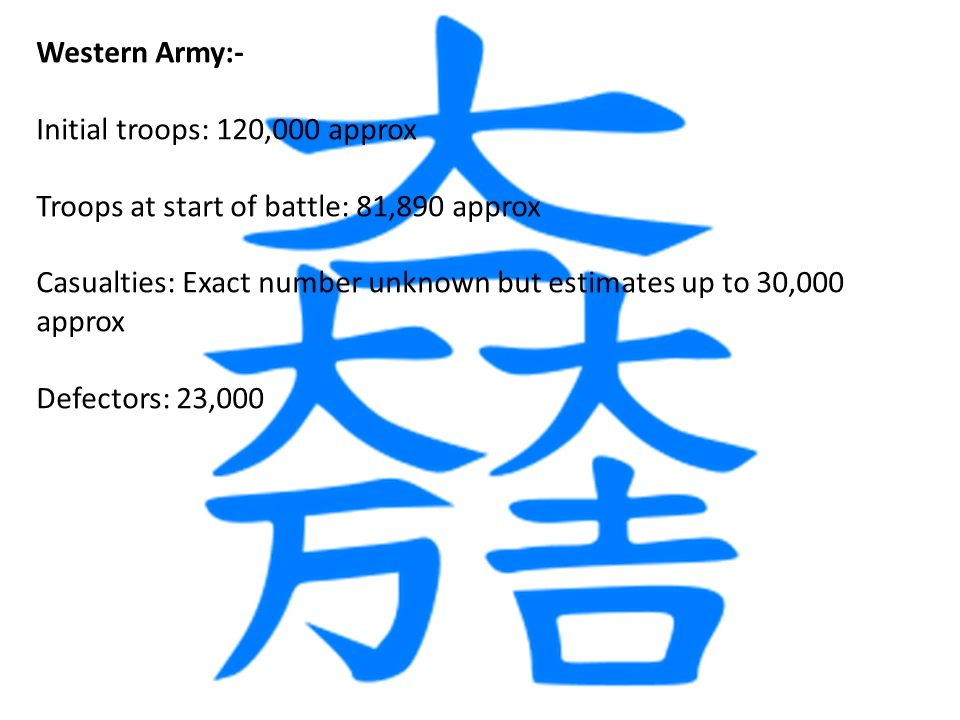 Western Army:-
Initial troops: 120,000 approx
Troops at start of battle: 81,890 approx
Casualties: Exact number unknown but estimates up to 30,000
approx
Defectors: 23,000
大
一
大大
万吉